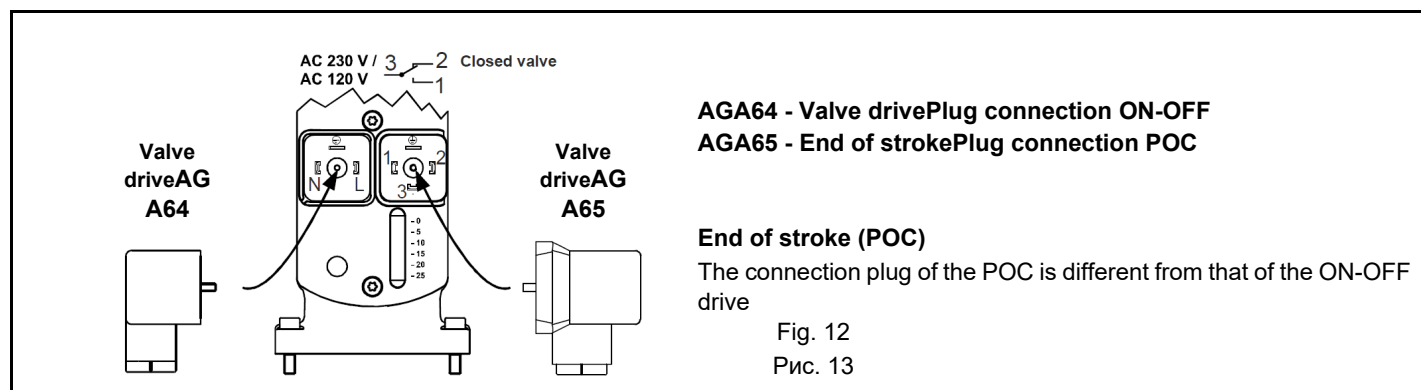 AC 230 V / 3 2 Closed valve
AC 120 V 1
Valve
driveAG
A64
N L
1 2
3
-0
-5
-10
-15
-20
-25
Valve
driveAG
A65
AGA64 - Valve drivePlug connection ON-OFF
AGA65 - End of strokePlug connection POC
End of stroke (POC)
The connection plug of the POC is different from that of the ON-OFF
drive
Fig. 12
Рис. 13